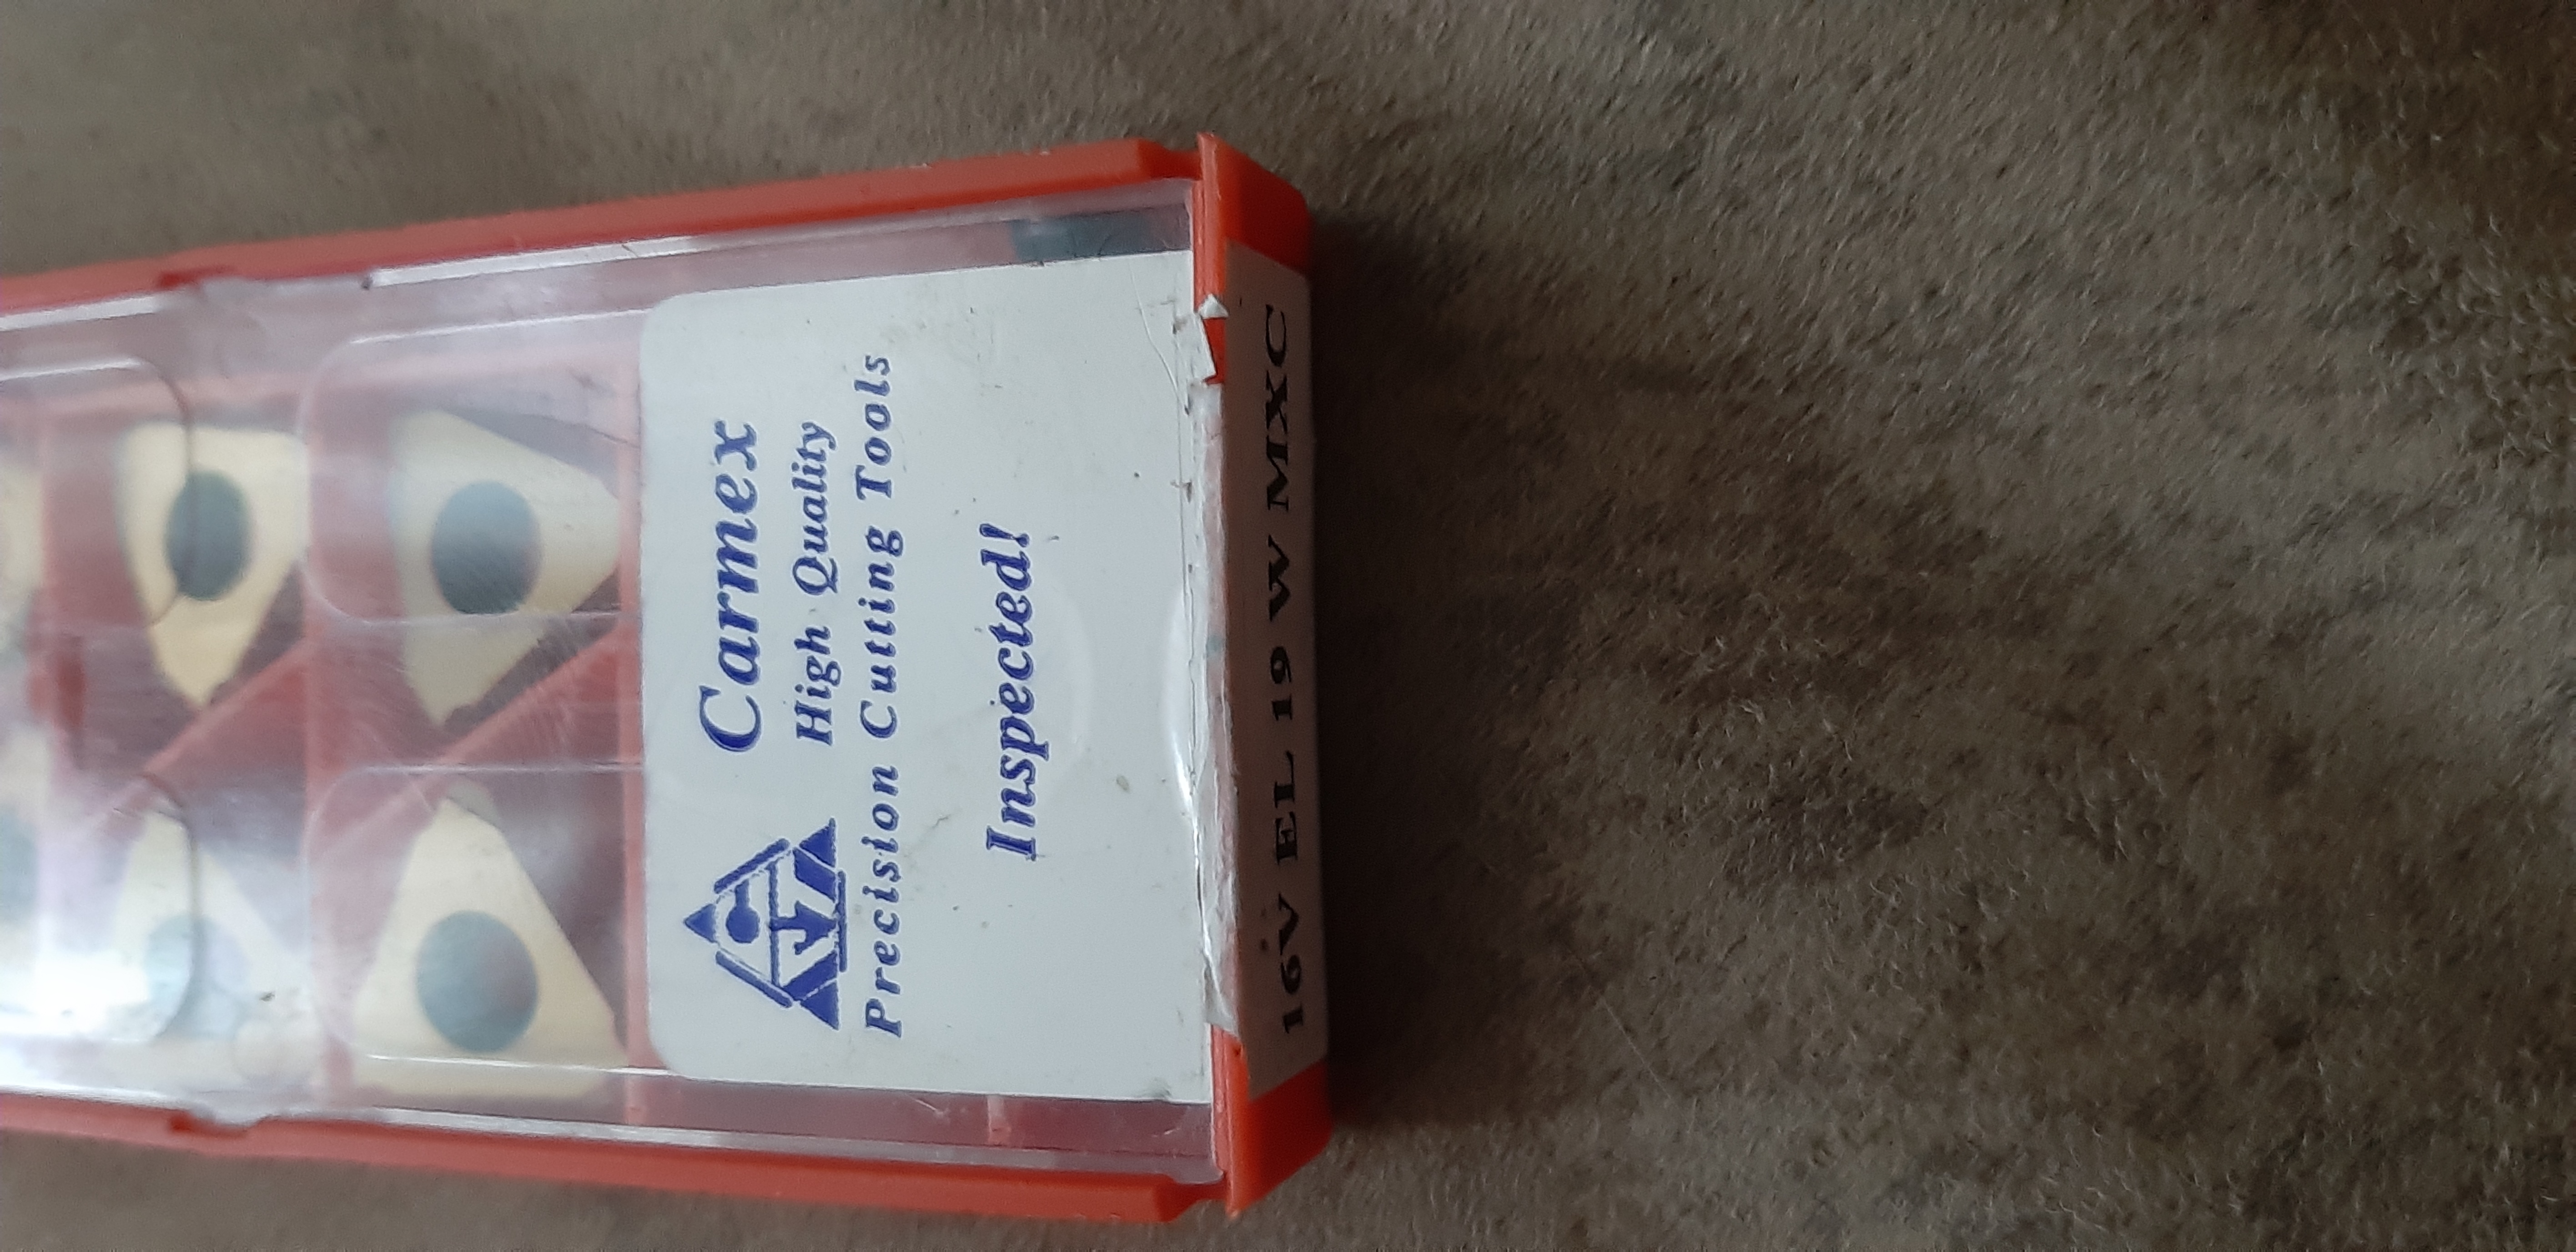 Carmex
High Quality
Precision Cutting Tools
Inspected!
16V EL 19 W MXC